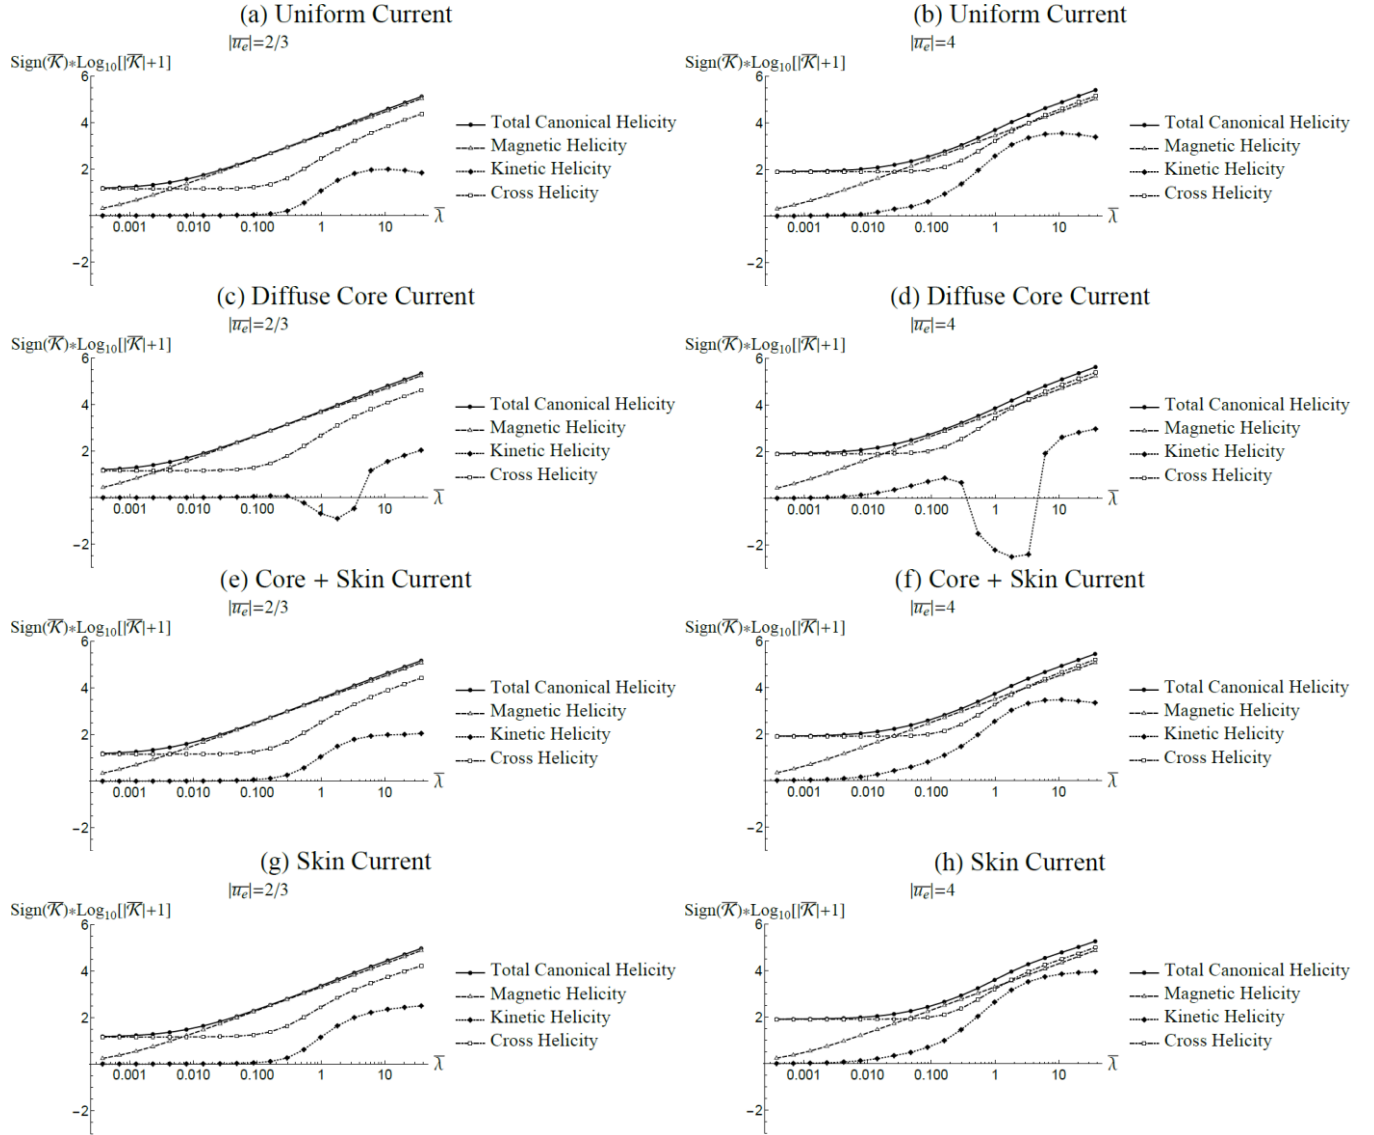 (a) Uniform Current
|u̅ₑ|=2/3
Sign(K̅)*Log₁₀[|K̅|+1]
6
4
2
−2
0.001 0.010 0.100 1 10 λ̅
Total Canonical Helicity
Magnetic Helicity
Kinetic Helicity
Cross Helicity
(b) Uniform Current
|u̅ₑ|=4
Sign(K̅)*Log₁₀[|K̅|+1]
6
4
2
−2
0.001 0.010 0.100 1 10 λ̅
Total Canonical Helicity
Magnetic Helicity
Kinetic Helicity
Cross Helicity
(c) Diffuse Core Current
|u̅ₑ|=2/3
Sign(K̅)*Log₁₀[|K̅|+1]
6
4
2
−2
0.001 0.010 0.100 1 10 λ̅
Total Canonical Helicity
Magnetic Helicity
Kinetic Helicity
Cross Helicity
(d) Diffuse Core Current
|u̅ₑ|=4
Sign(K̅)*Log₁₀[|K̅|+1]
6
4
2
−2
0.001 0.010 0.100 1 10 λ̅
Total Canonical Helicity
Magnetic Helicity
Kinetic Helicity
Cross Helicity
(e) Core + Skin Current
|u̅ₑ|=2/3
Sign(K̅)*Log₁₀[|K̅|+1]
6
4
2
−2
0.001 0.010 0.100 1 10 λ̅
Total Canonical Helicity
Magnetic Helicity
Kinetic Helicity
Cross Helicity
(f) Core + Skin Current
|u̅ₑ|=4
Sign(K̅)*Log₁₀[|K̅|+1]
6
4
2
−2
0.001 0.010 0.100 1 10 λ̅
Total Canonical Helicity
Magnetic Helicity
Kinetic Helicity
Cross Helicity
(g) Skin Current
|u̅ₑ|=2/3
Sign(K̅)*Log₁₀[|K̅|+1]
6
4
2
−2
0.001 0.010 0.100 1 10 λ̅
Total Canonical Helicity
Magnetic Helicity
Kinetic Helicity
Cross Helicity
(h) Skin Current
|u̅ₑ|=4
Sign(K̅)*Log₁₀[|K̅|+1]
6
4
2
−2
0.001 0.010 0.100 1 10 λ̅
Total Canonical Helicity
Magnetic Helicity
Kinetic Helicity
Cross Helicity